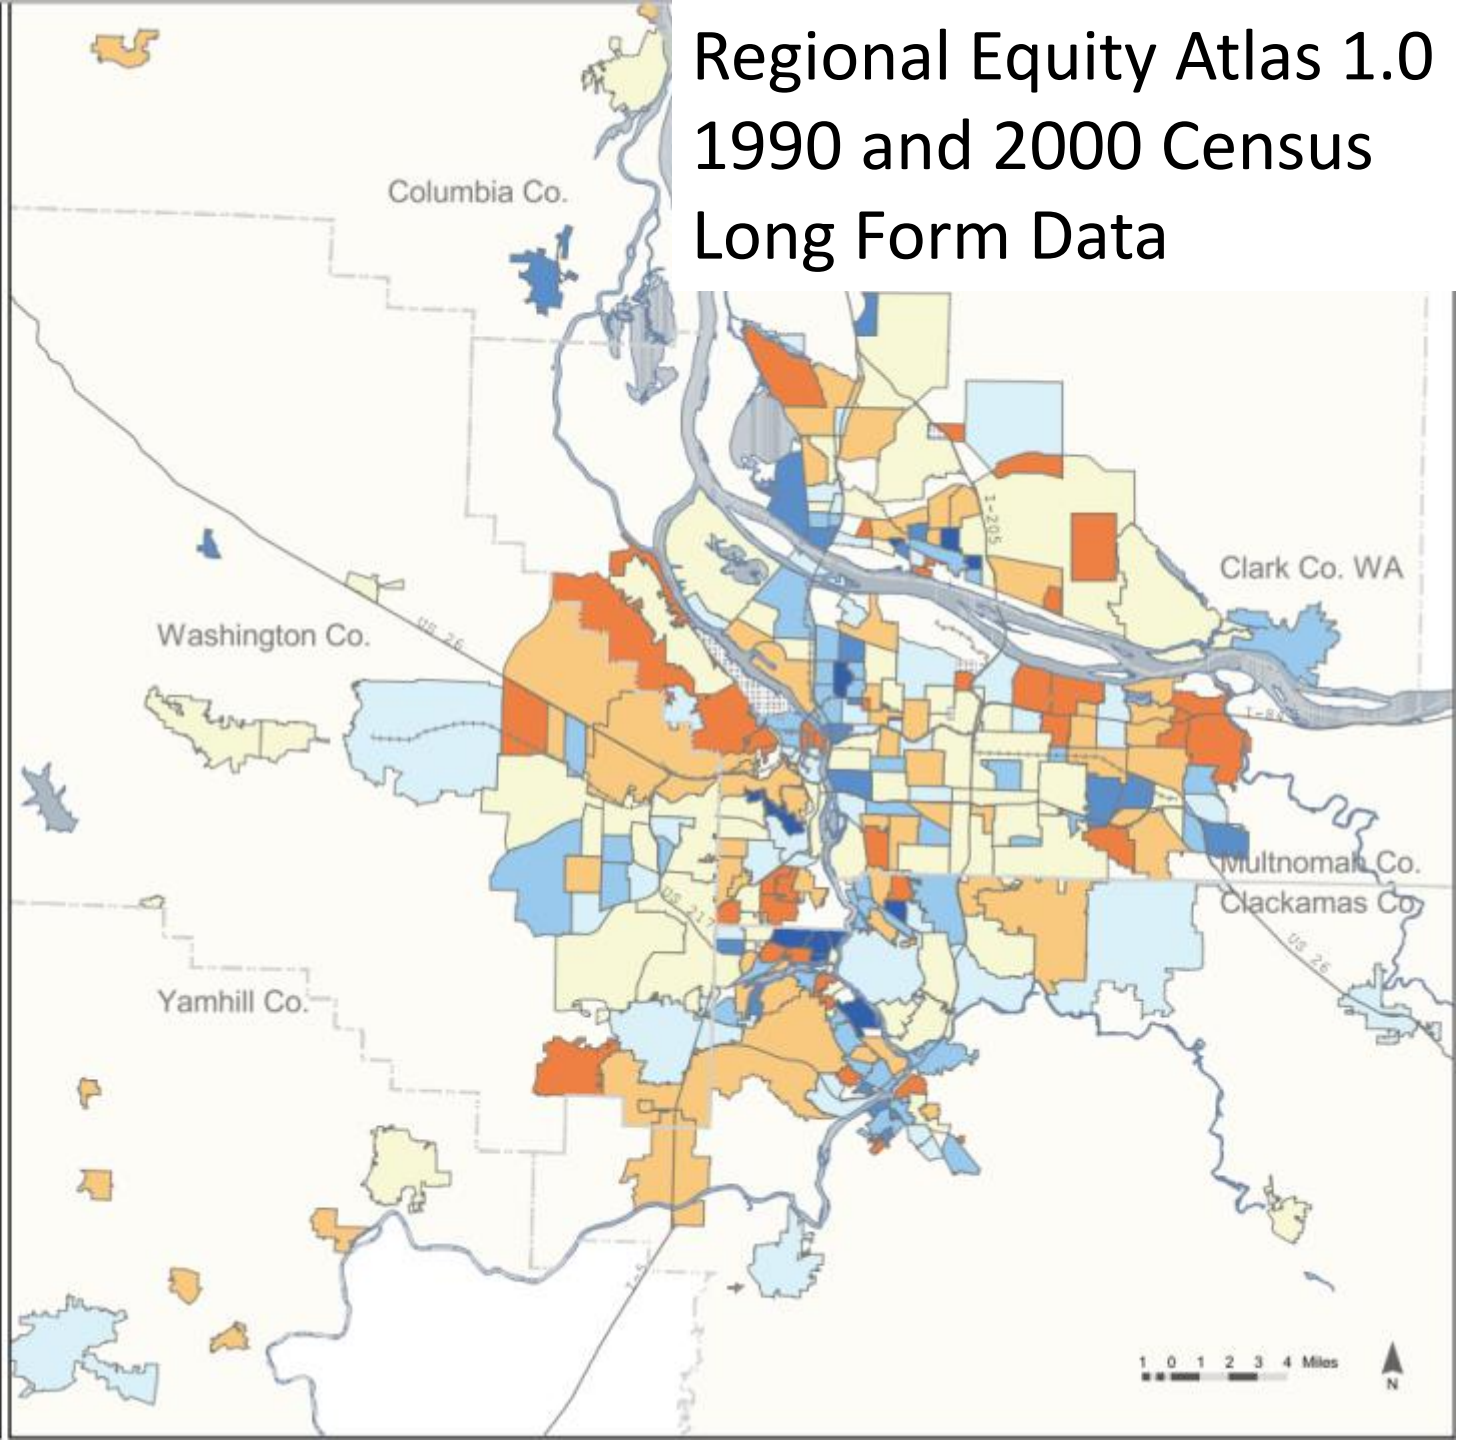 Regional Equity Atlas 1.0
1990 and 2000 Census
Long Form Data
Columbia Co.
I-205
Clark Co. WA
US 26
Washington Co.
I-84
Multnomah Co.
US 217
Clackamas Co.
US 26
Yamhill Co.
I-5
1 0 1 2 3 4 Miles
N